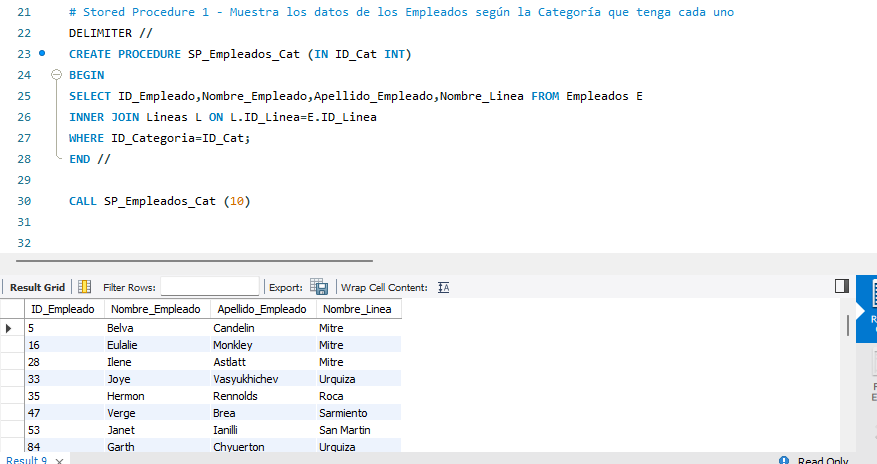 21 # Stored Procedure 1 - Muestra los datos de los Empleados según la Categoría que tenga cada uno
22 DELIMITER //
23 CREATE PROCEDURE SP_Empleados_Cat (IN ID_Cat INT)
24 BEGIN
25 SELECT ID_Empleado,Nombre_Empleado,Apellido_Empleado,Nombre_Linea FROM Empleados E
26 INNER JOIN Lineas L ON L.ID_Linea=E.ID_Linea
27 WHERE ID_Categoria=ID_Cat;
28 END //
29
30 CALL SP_Empleados_Cat (10)
31
32
Result Grid Filter Rows: Export: Wrap Cell Content:
ID_Empleado Nombre_Empleado Apellido_Empleado Nombre_Linea
5 Belva Candelin Mitre
16 Eulalie Monkley Mitre
28 Ilene Astlatt Mitre
33 Joye Vasyukhichev Urquiza
35 Hermon Rennolds Roca
47 Verge Brea Sarmiento
53 Janet Ianilli San Martin
84 Garth Chyuerton Urquiza
Result 9 Read Only